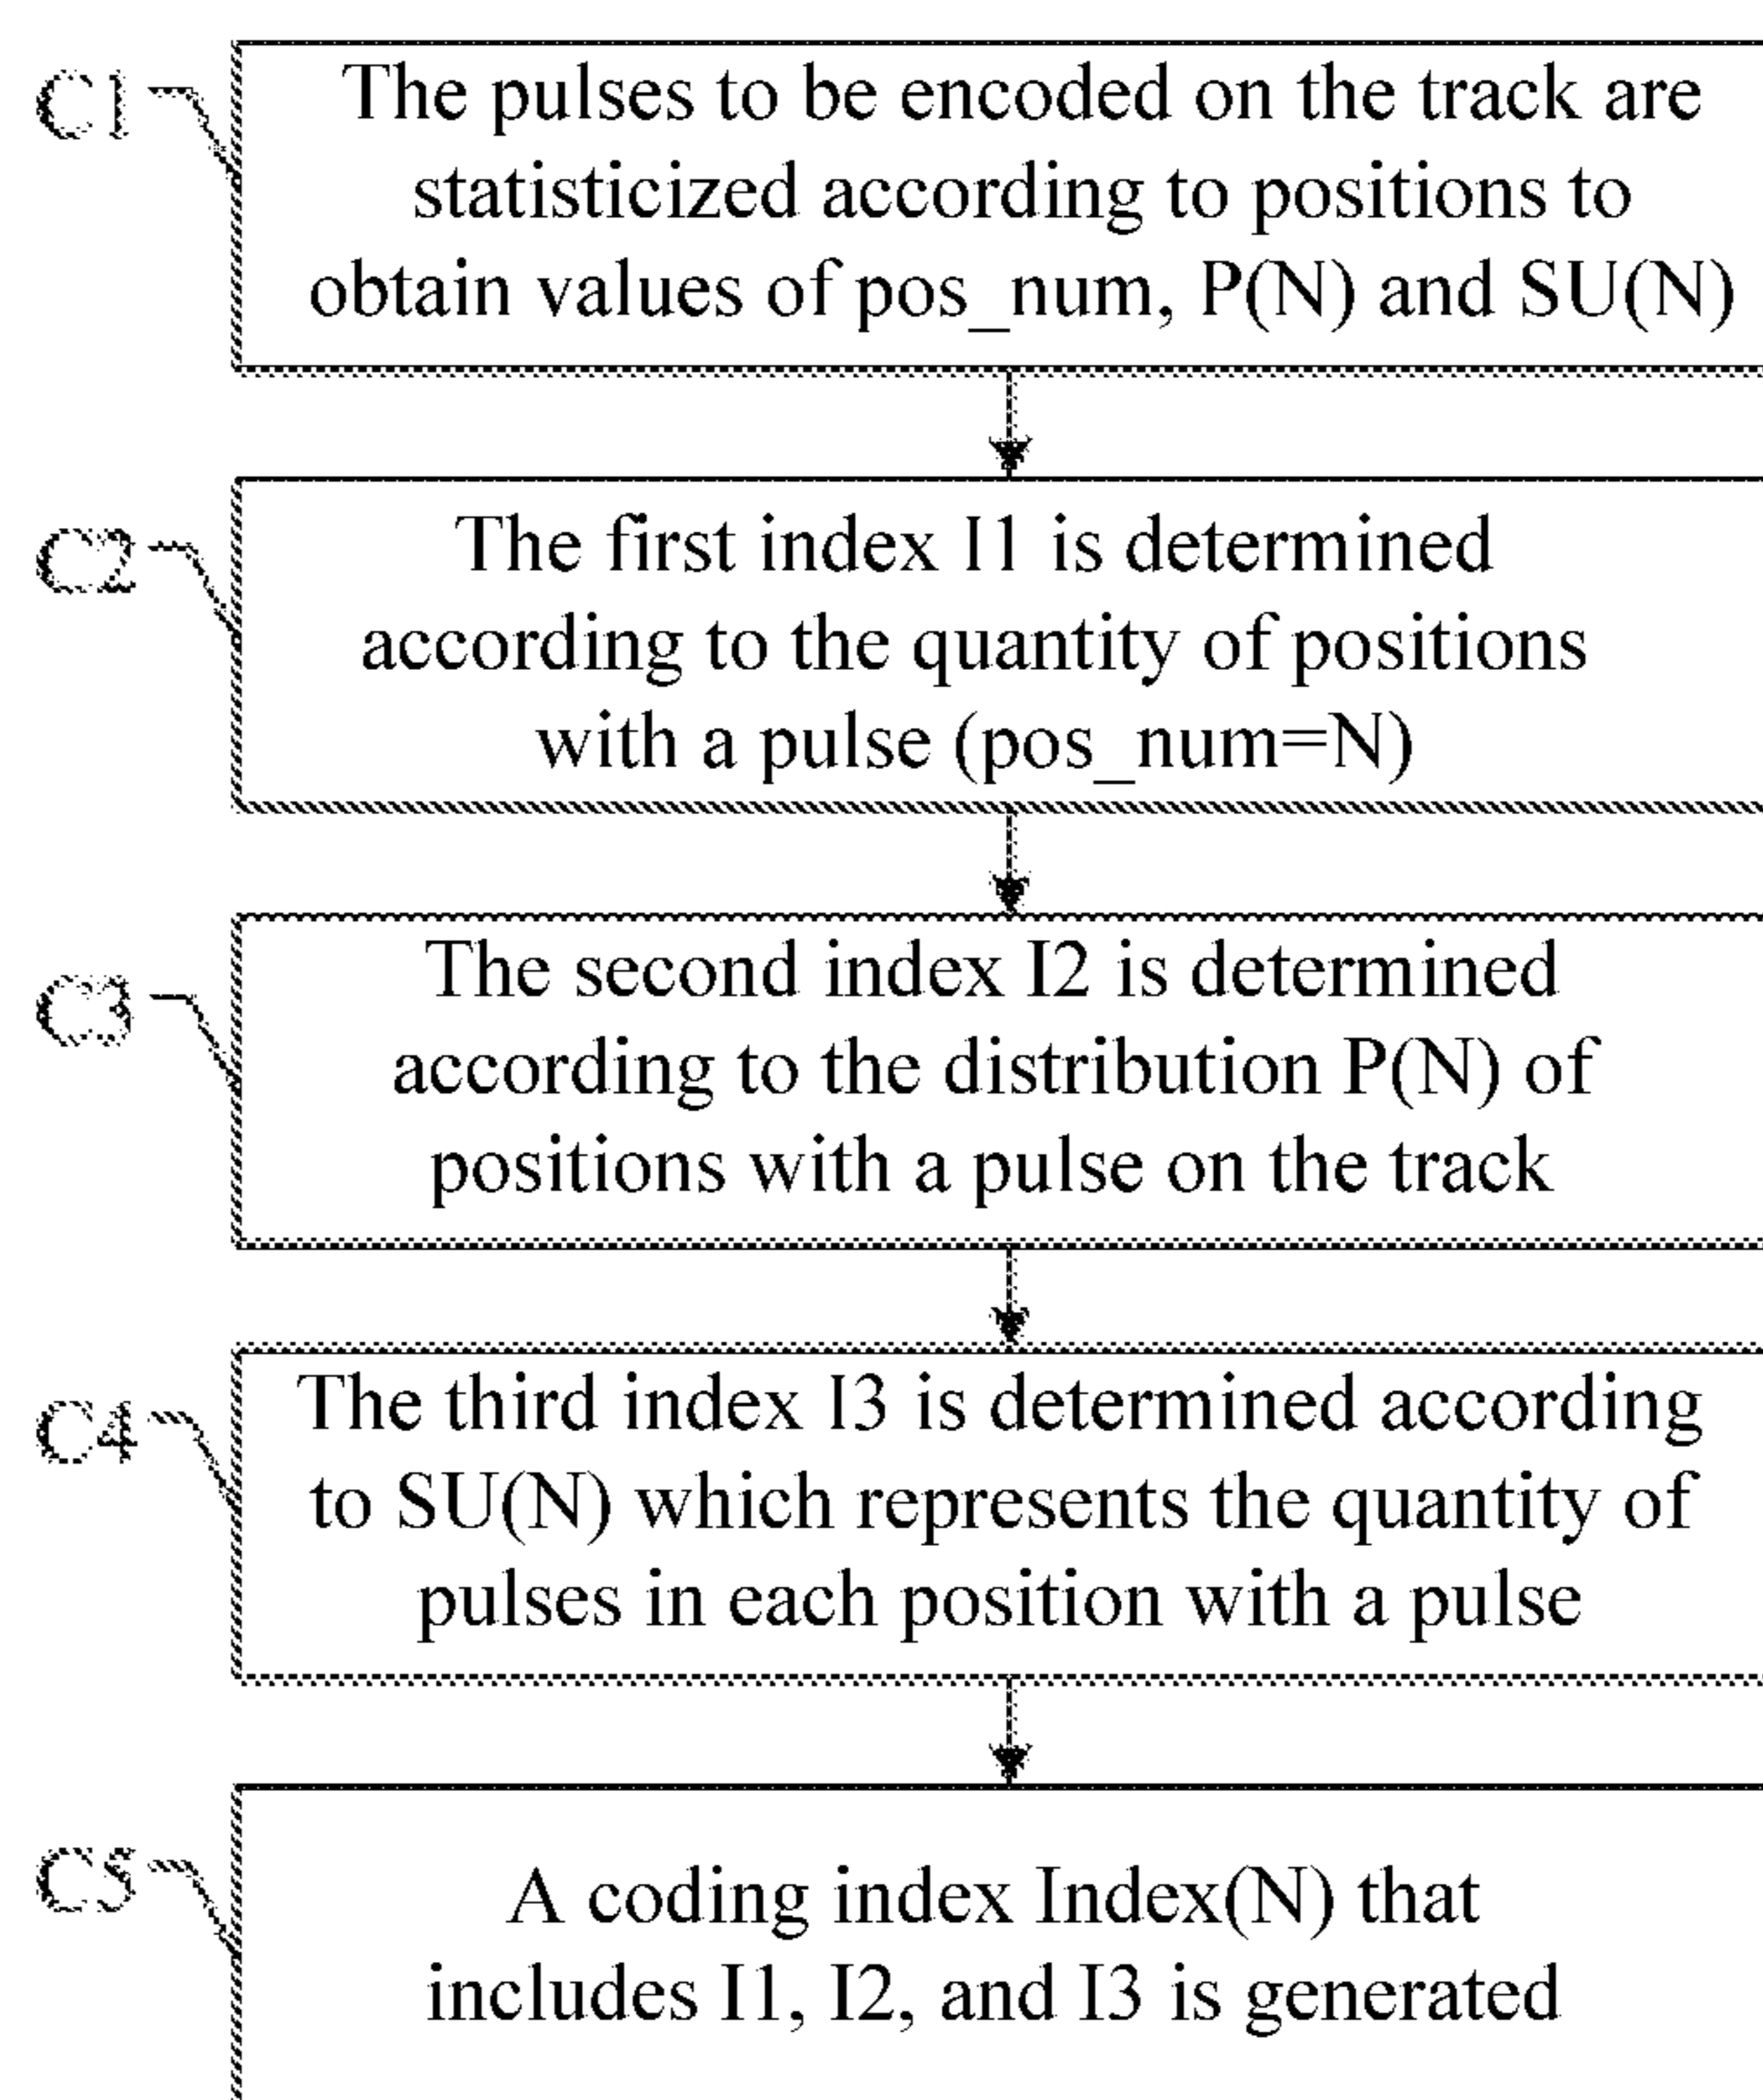 C1
The pulses to be encoded on the track are
statisticized according to positions to
obtain values of pos_num, P(N) and SU(N)
C2
The first index I1 is determined
according to the quantity of positions
with a pulse (pos_num=N)
C3
The second index I2 is determined
according to the distribution P(N) of
positions with a pulse on the track
C4
The third index I3 is determined according
to SU(N) which represents the quantity of
pulses in each position with a pulse
C5
A coding index Index(N) that
includes I1, I2, and I3 is generated